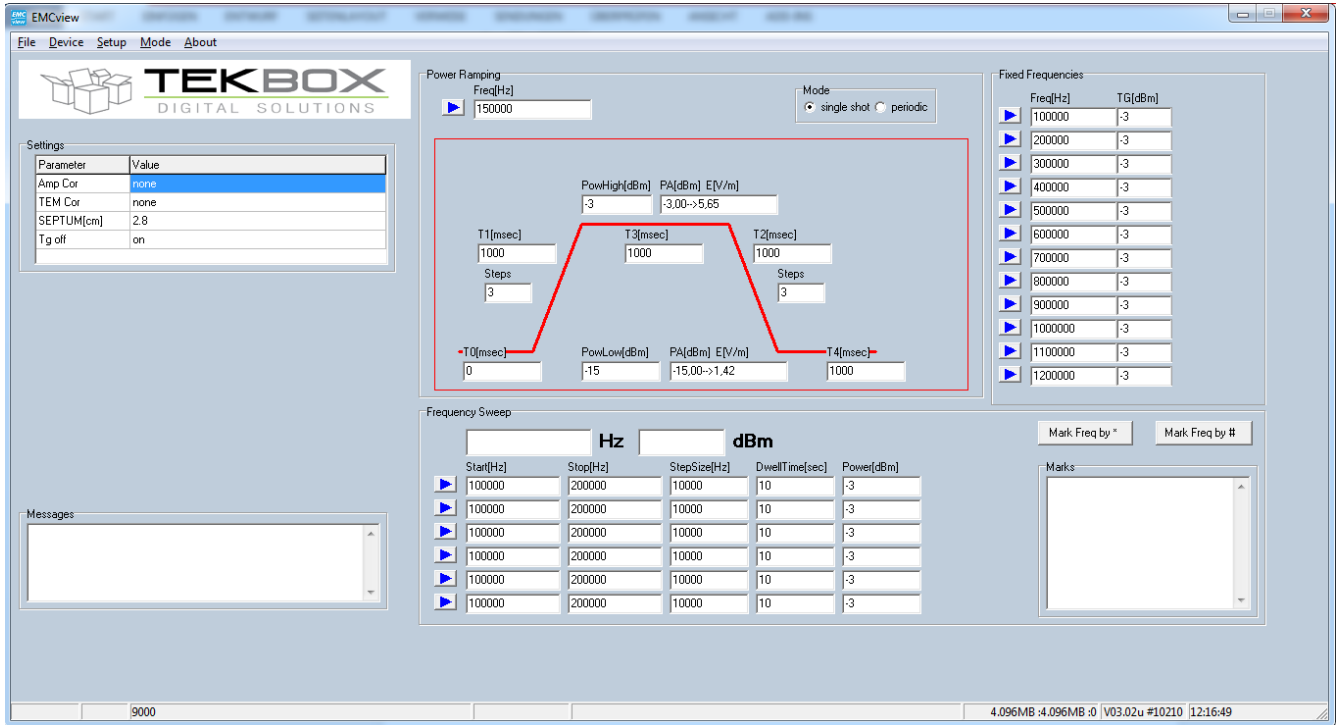 EMCview
File Device Setup Mode About
TEKBOX
DIGITAL SOLUTIONS
Settings
Parameter Value
Amp Cor none
TEM Cor none
SEPTUM[cm] 2.8
Tg off on
Messages
Power Ramping
Freq[Hz]
150000
Mode
single shot periodic
PowHigh[dBm] PA[dBm] E[V/m]
-3 -3,00-->5,65
T1[msec] T3[msec] T2[msec]
1000 1000 1000
Steps Steps
3 3
T0[msec] PowLow[dBm] PA[dBm] E[V/m] T4[msec]
0 -15 -15,00-->1,42 1000
Fixed Frequencies
Freq[Hz] TG[dBm]
100000 -3
200000 -3
300000 -3
400000 -3
500000 -3
600000 -3
700000 -3
800000 -3
900000 -3
1000000 -3
1100000 -3
1200000 -3
Frequency Sweep
Hz dBm
Start[Hz] Stop[Hz] StepSize[Hz] DwellTime[sec] Power[dBm]
100000 200000 10000 10 -3
100000 200000 10000 10 -3
100000 200000 10000 10 -3
100000 200000 10000 10 -3
100000 200000 10000 10 -3
100000 200000 10000 10 -3
Mark Freq by * Mark Freq by #
Marks
9000 4.096MB :4.096MB :0 V03.02u #10210 12:16:49